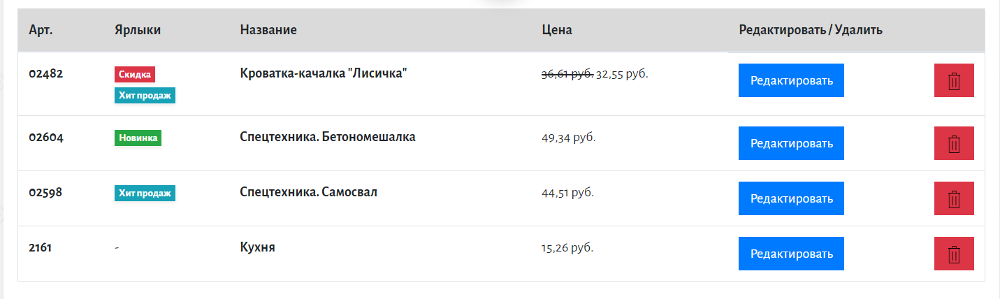 Арт. Ярлыки Название Цена Редактировать / Удалить
02482 Скидка Кроватка-качалка "Лисичка" 36,61 руб. 32,55 руб. Редактировать
Хит продаж
02604 Новинка Спецтехника. Бетономешалка 49,34 руб. Редактировать
02598 Хит продаж Спецтехника. Самосвал 44,51 руб. Редактировать
2161 - Кухня 15,26 руб. Редактировать